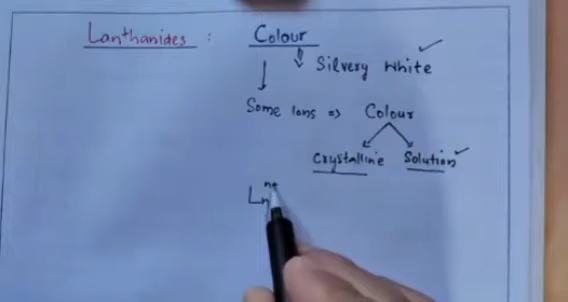 Lanthanides : Colour
Silvery White
Some Ions => Colour
Crystalline Solution
Ln^n+